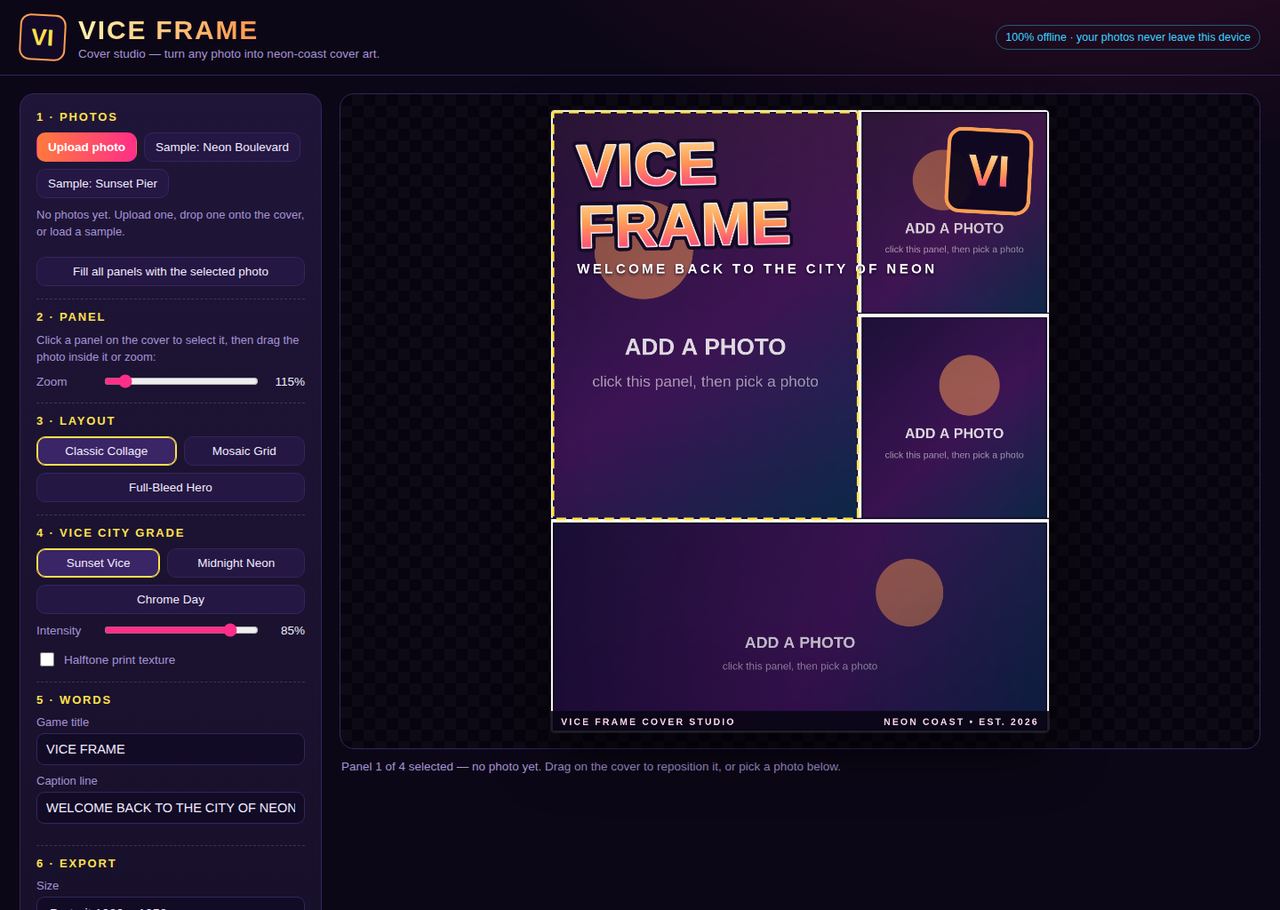 VI
VICE FRAME
Cover studio — turn any photo into neon-coast cover art.
100% offline · your photos never leave this device
1 · PHOTOS
Upload photo
Sample: Neon Boulevard
Sample: Sunset Pier
No photos yet. Upload one, drop one onto the cover,
or load a sample.
Fill all panels with the selected photo
2 · PANEL
Click a panel on the cover to select it, then drag the
photo inside it or zoom:
Zoom
115%
3 · LAYOUT
Classic Collage
Mosaic Grid
Full-Bleed Hero
4 · VICE CITY GRADE
Sunset Vice
Midnight Neon
Chrome Day
Intensity
85%
Halftone print texture
5 · WORDS
Game title
VICE FRAME
Caption line
WELCOME BACK TO THE CITY OF NEON
6 · EXPORT
Size
VICE
FRAME
WELCOME BACK TO THE CITY OF NEON
ADD A PHOTO
click this panel, then pick a photo
VI
ADD A PHOTO
click this panel, then pick a photo
ADD A PHOTO
click this panel, then pick a photo
ADD A PHOTO
click this panel, then pick a photo
VICE FRAME COVER STUDIO
NEON COAST • EST. 2026
Panel 1 of 4 selected — no photo yet. Drag on the cover to reposition it, or pick a photo below.